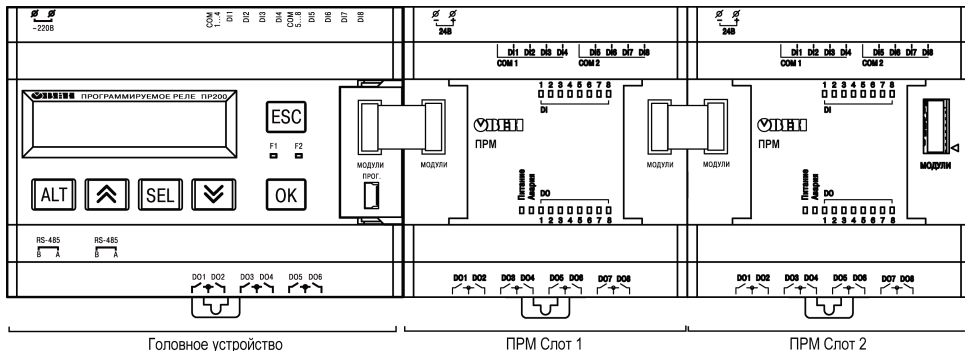 ~220В
COM 1...4 DI1 DI2 DI3 DI4 COM 5...8 DI5 DI6 DI7 DI8
ОВЕН ПРОГРАММИРУЕМОЕ РЕЛЕ ПР200
ESC
F1 F2
ALT SEL OK
МОДУЛИ
ПРОГ.
RS-485 RS-485
B A B A
DO1 DO2 DO3 DO4 DO5 DO6
Головное устройство
24В
DI1 DI2 DI3 DI4 DI5 DI6 DI7 DI8
COM 1 COM 2
1 2 3 4 5 6 7 8
DI
ОВЕН
ПРМ
МОДУЛИ
МОДУЛИ
Питание
Авария
DO
1 2 3 4 5 6 7 8
DO1 DO2 DO3 DO4 DO5 DO6 DO7 DO8
ПРМ Слот 1
24В
DI1 DI2 DI3 DI4 DI5 DI6 DI7 DI8
COM 1 COM 2
1 2 3 4 5 6 7 8
DI
ОВЕН
ПРМ
МОДУЛИ
МОДУЛИ
Питание
Авария
DO
1 2 3 4 5 6 7 8
DO1 DO2 DO3 DO4 DO5 DO6 DO7 DO8
ПРМ Слот 2